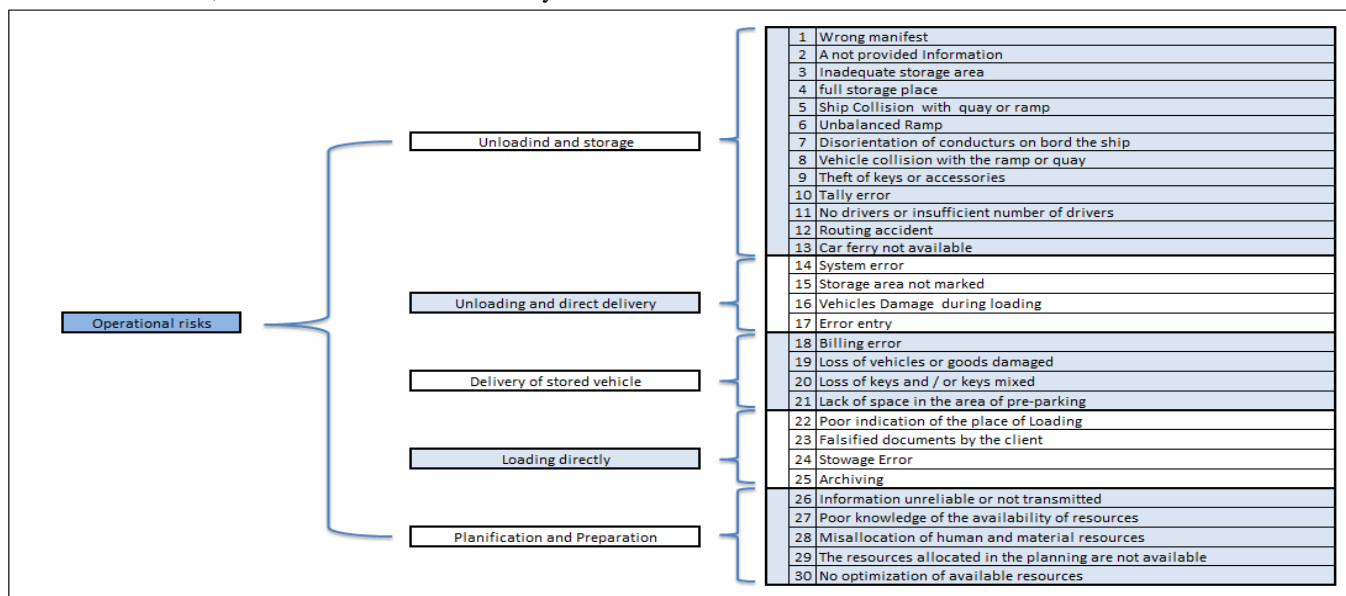 1 Wrong manifest
2 A not provided Information
3 Inadequate storage area
4 full storage place
5 Ship Collision with quay or ramp
6 Unbalanced Ramp
Unloadind and storage
7 Disorientation of conducturs on bord the ship
8 Vehicle collision with the ramp or quay
9 Theft of keys or accessories
10 Tally error
11 No drivers or insufficient number of drivers
12 Routing accident
13 Car ferry not available
14 System error
15 Storage area not marked
Unloading and direct delivery
16 Vehicles Damage during loading
Operational risks
17 Error entry
18 Billing error
19 Loss of vehicles or goods damaged
Delivery of stored vehicle
20 Loss of keys and / or keys mixed
21 Lack of space in the area of pre-parking
22 Poor indication of the place of Loading
23 Falsified documents by the client
Loading directly
24 Stowage Error
25 Archiving
26 Information unreliable or not transmitted
27 Poor knowledge of the availability of resources
Planification and Preparation
28 Misallocation of human and material resources
29 The resources allocated in the planning are not available
30 No optimization of available resources